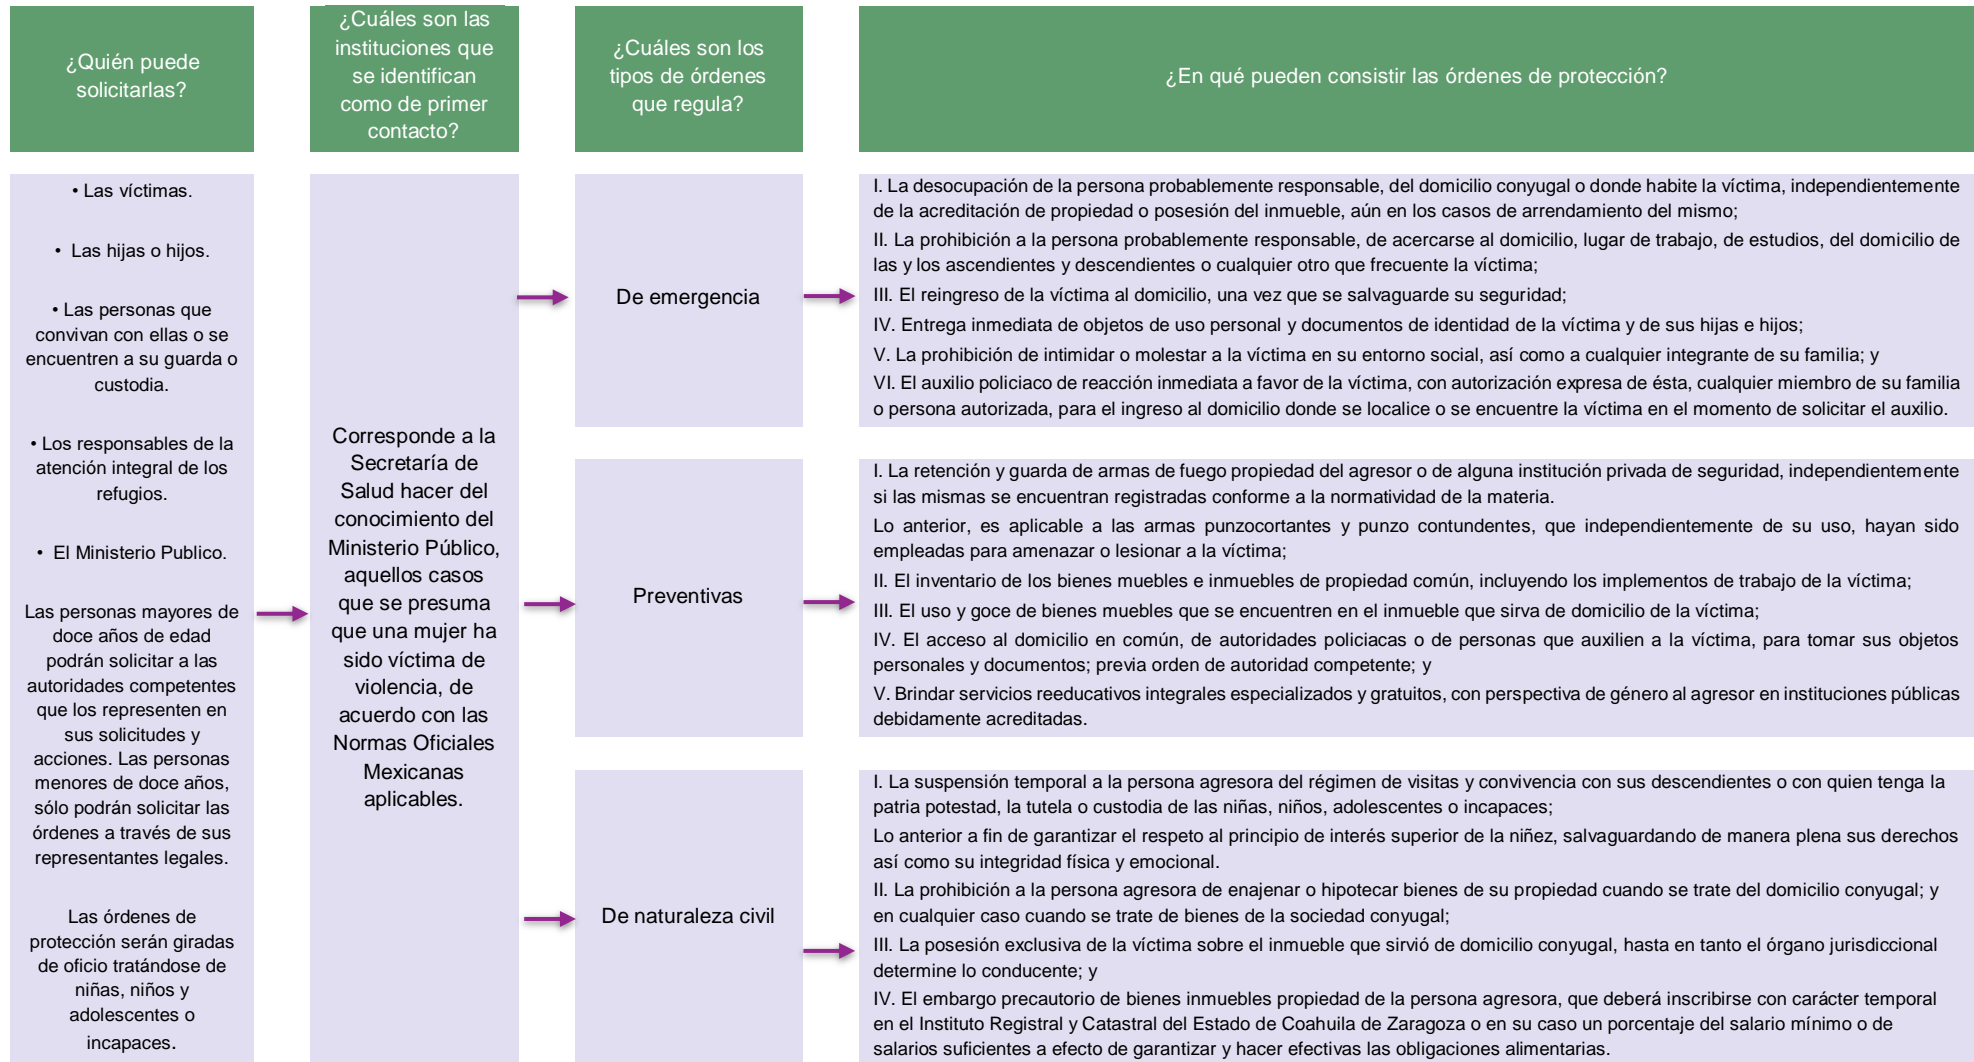 ¿Quién puede
solicitarlas?
¿Cuáles son las
instituciones que
se identifican
como de primer
contacto?
¿Cuáles son los
tipos de órdenes
que regula?
¿En qué pueden consistir las órdenes de protección?
• Las víctimas.
• Las hijas o hijos.
• Las personas que
convivan con ellas o se
encuentren a su guarda o
custodia.
• Los responsables de la
atención integral de los
refugios.
• El Ministerio Publico.
Las personas mayores de
doce años de edad
podrán solicitar a las
autoridades competentes
que los representen en
sus solicitudes y
acciones. Las personas
menores de doce años,
sólo podrán solicitar las
órdenes a través de sus
representantes legales.
Las órdenes de
protección serán giradas
de oficio tratándose de
niñas, niños y
adolescentes o
incapaces.
Corresponde a la
Secretaría de
Salud hacer del
conocimiento del
Ministerio Público,
aquellos casos
que se presuma
que una mujer ha
sido víctima de
violencia, de
acuerdo con las
Normas Oficiales
Mexicanas
aplicables.
De emergencia
I. La desocupación de la persona probablemente responsable, del domicilio conyugal o donde habite la víctima, independientemente
de la acreditación de propiedad o posesión del inmueble, aún en los casos de arrendamiento del mismo;
II. La prohibición a la persona probablemente responsable, de acercarse al domicilio, lugar de trabajo, de estudios, del domicilio de
las y los ascendientes y descendientes o cualquier otro que frecuente la víctima;
III. El reingreso de la víctima al domicilio, una vez que se salvaguarde su seguridad;
IV. Entrega inmediata de objetos de uso personal y documentos de identidad de la víctima y de sus hijas e hijos;
V. La prohibición de intimidar o molestar a la víctima en su entorno social, así como a cualquier integrante de su familia; y
VI. El auxilio policiaco de reacción inmediata a favor de la víctima, con autorización expresa de ésta, cualquier miembro de su familia
o persona autorizada, para el ingreso al domicilio donde se localice o se encuentre la víctima en el momento de solicitar el auxilio.
Preventivas
I. La retención y guarda de armas de fuego propiedad del agresor o de alguna institución privada de seguridad, independientemente
si las mismas se encuentran registradas conforme a la normatividad de la materia.
Lo anterior, es aplicable a las armas punzocortantes y punzo contundentes, que independientemente de su uso, hayan sido
empleadas para amenazar o lesionar a la víctima;
II. El inventario de los bienes muebles e inmuebles de propiedad común, incluyendo los implementos de trabajo de la víctima;
III. El uso y goce de bienes muebles que se encuentren en el inmueble que sirva de domicilio de la víctima;
IV. El acceso al domicilio en común, de autoridades policiacas o de personas que auxilien a la víctima, para tomar sus objetos
personales y documentos; previa orden de autoridad competente; y
V. Brindar servicios reeducativos integrales especializados y gratuitos, con perspectiva de género al agresor en instituciones públicas
debidamente acreditadas.
De naturaleza civil
I. La suspensión temporal a la persona agresora del régimen de visitas y convivencia con sus descendientes o con quien tenga la
patria potestad, la tutela o custodia de las niñas, niños, adolescentes o incapaces;
Lo anterior a fin de garantizar el respeto al principio de interés superior de la niñez, salvaguardando de manera plena sus derechos
así como su integridad física y emocional.
II. La prohibición a la persona agresora de enajenar o hipotecar bienes de su propiedad cuando se trate del domicilio conyugal; y
en cualquier caso cuando se trate de bienes de la sociedad conyugal;
III. La posesión exclusiva de la víctima sobre el inmueble que sirvió de domicilio conyugal, hasta en tanto el órgano jurisdiccional
determine lo conducente; y
IV. El embargo precautorio de bienes inmuebles propiedad de la persona agresora, que deberá inscribirse con carácter temporal
en el Instituto Registral y Catastral del Estado de Coahuila de Zaragoza o en su caso un porcentaje del salario mínimo o de
salarios suficientes a efecto de garantizar y hacer efectivas las obligaciones alimentarias.